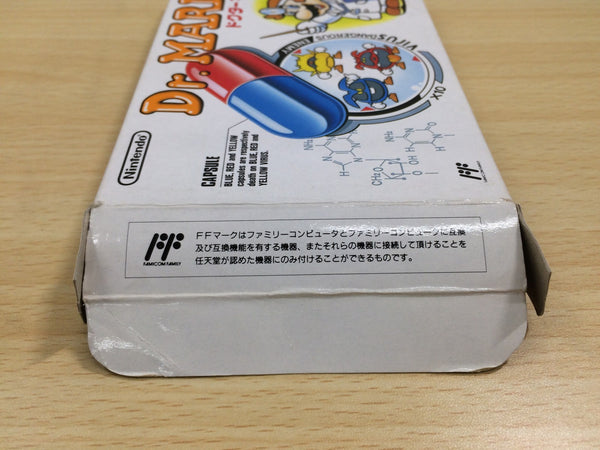 Dr. MARI
ドクター
VIRUS
DANGEROUS
ENEMY
Nintendo
CAPSULE
BLUE, RED and YELLOW
capsules are respectively
death on BLUE, RED and
YELLOW VIRUS.
FFマークはファミリーコンピュータとファミリーコンピュータに互換
及び互換機能を有する機器、またそれらの機器に接続して頂けることを
任天堂が認めた機器にのみ付けることができるものです。
FF
FAMICOM FAMILY